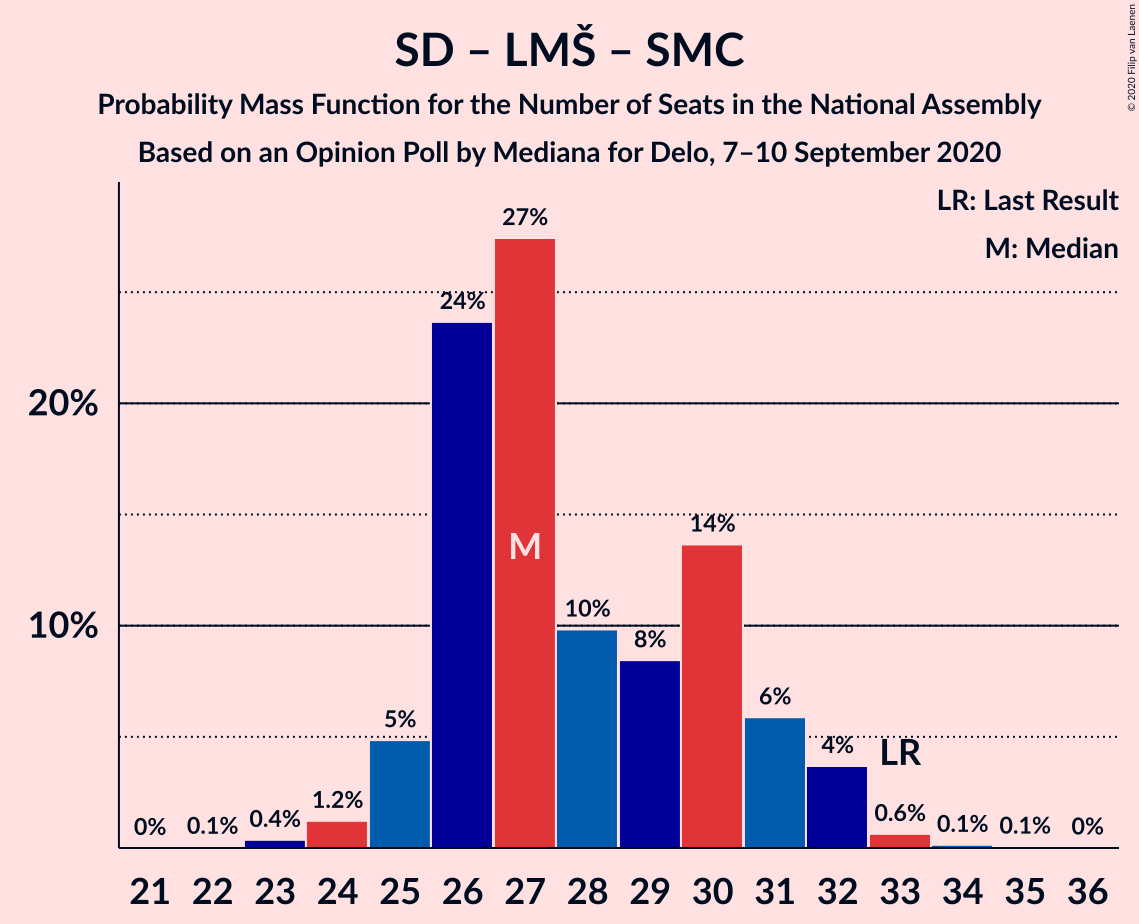 SD – LMŠ – SMC
Probability Mass Function for the Number of Seats in the National Assembly
Based on an Opinion Poll by Mediana for Delo, 7–10 September 2020
© 2020 Filip van Laenen
LR: Last Result
M: Median
20%
10%
0%
0.1%
0.4%
1.2%
5%
24%
27%
10%
8%
14%
6%
4%
0.6%
0.1%
0.1%
0%
M
LR
21 22 23 24 25 26 27 28 29 30 31 32 33 34 35 36